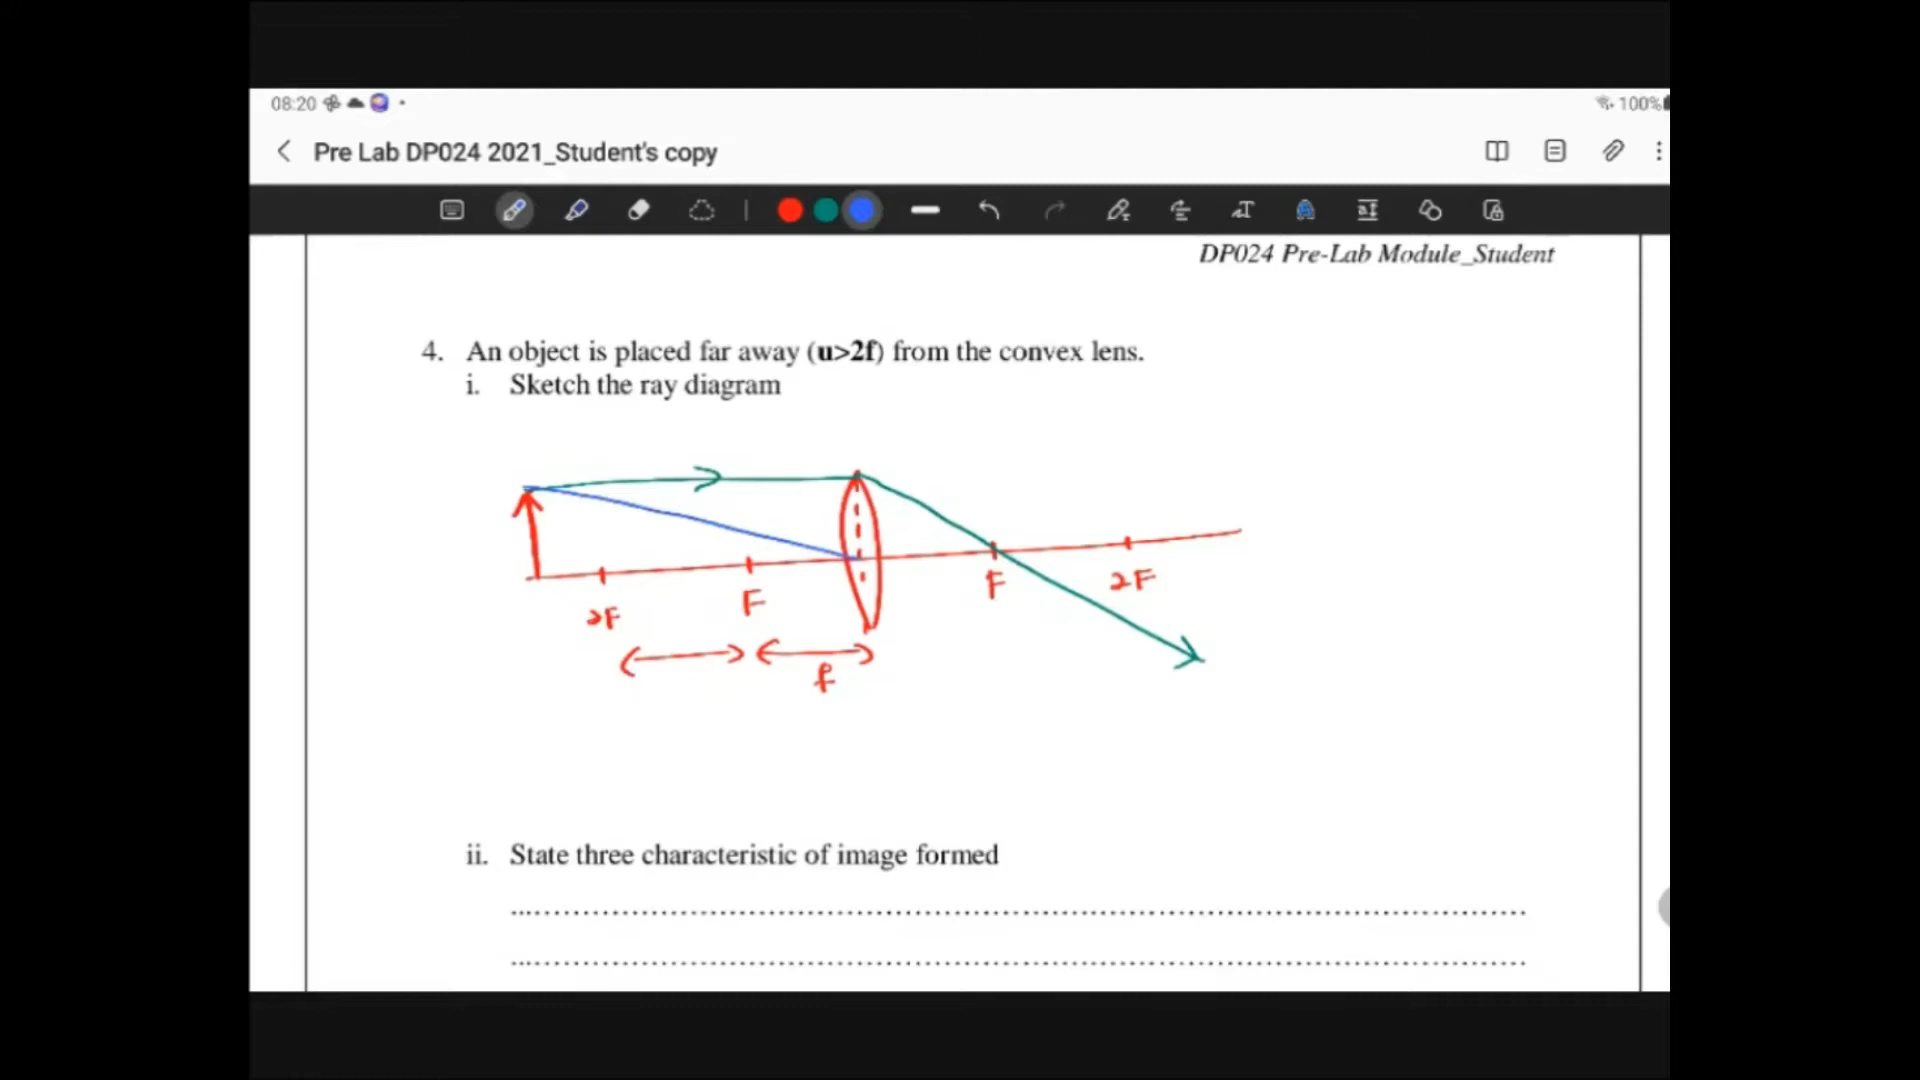 08:20
100%
Pre Lab DP024 2021_Student's copy
DP024 Pre-Lab Module_Student
4. An object is placed far away (u>2f) from the convex lens.
i. Sketch the ray diagram
2F
F
F
2F
f
ii. State three characteristic of image formed